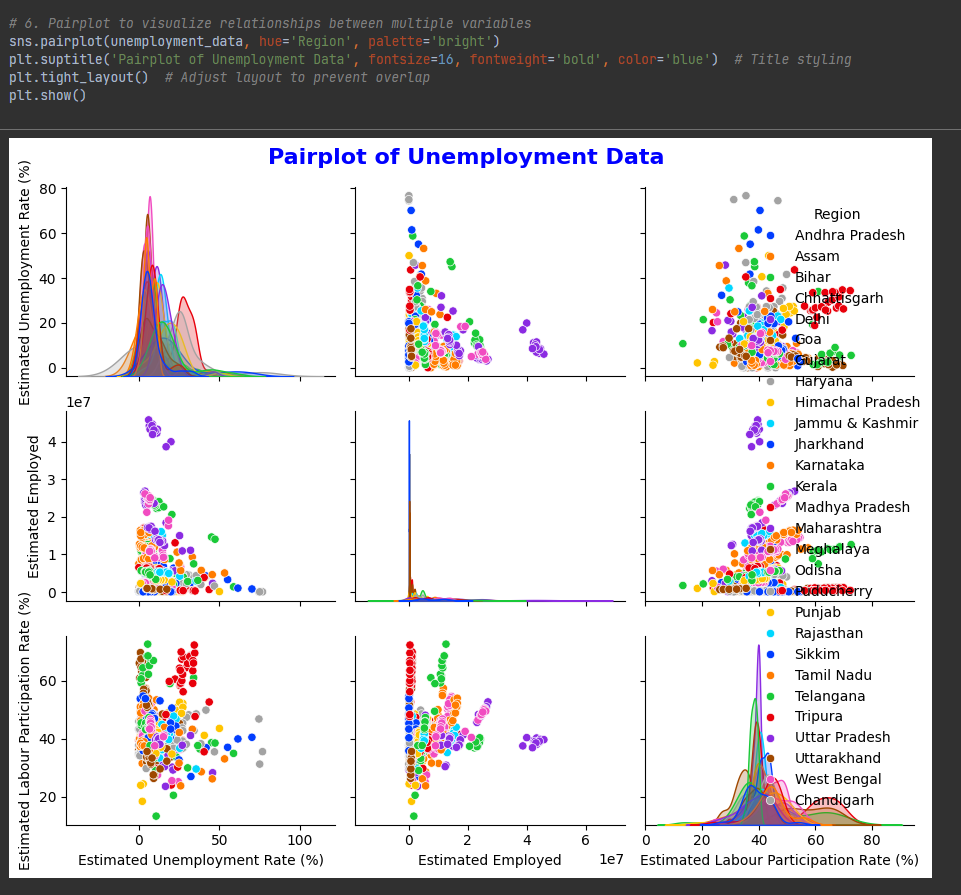 # 6. Pairplot to visualize relationships between multiple variables
sns.pairplot(unemployment_data, hue='Region', palette='bright')
plt.suptitle('Pairplot of Unemployment Data', fontsize=16, fontweight='bold', color='blue')  # Title styling
plt.tight_layout()  # Adjust layout to prevent overlap
plt.show()
Pairplot of Unemployment Data
Estimated Unemployment Rate (%)
80
60
40
20
0
1e7
Estimated Employed
4
3
2
1
0
Estimated Labour Participation Rate (%)
60
40
20
0
50
100
Estimated Unemployment Rate (%)
0
2
4
6
1e7
Estimated Employed
0
20
40
60
80
Estimated Labour Participation Rate (%)
Region
Andhra Pradesh
Assam
Bihar
Chhattisgarh
Delhi
Goa
Gujarat
Haryana
Himachal Pradesh
Jammu & Kashmir
Jharkhand
Karnataka
Kerala
Madhya Pradesh
Maharashtra
Meghalaya
Odisha
Puducherry
Punjab
Rajasthan
Sikkim
Tamil Nadu
Telangana
Tripura
Uttar Pradesh
Uttarakhand
West Bengal
Chandigarh